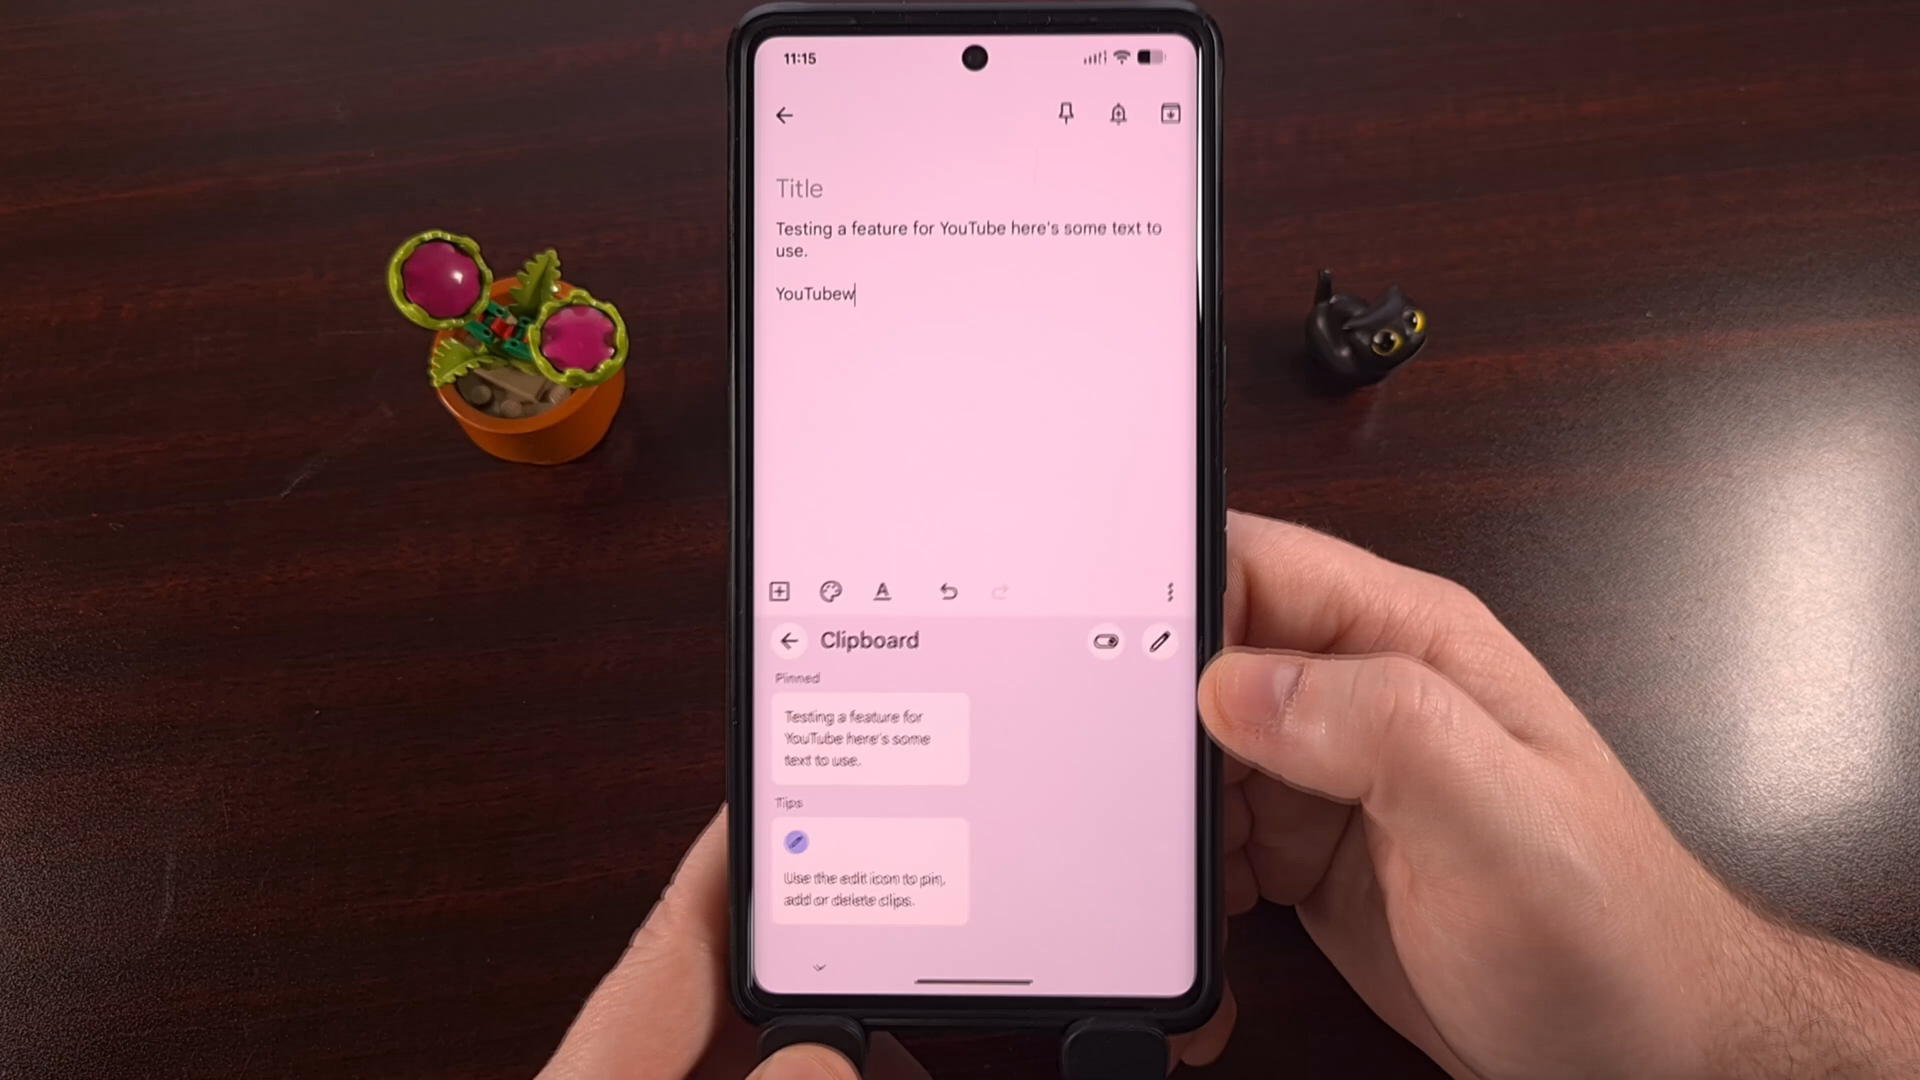 11:15
Title
Testing a feature for YouTube here's some text to
use.
YouTubew
Clipboard
Pinned
Testing a feature for
YouTube here's some
text to use.
Tips
Use the edit icon to pin,
add or delete clips.